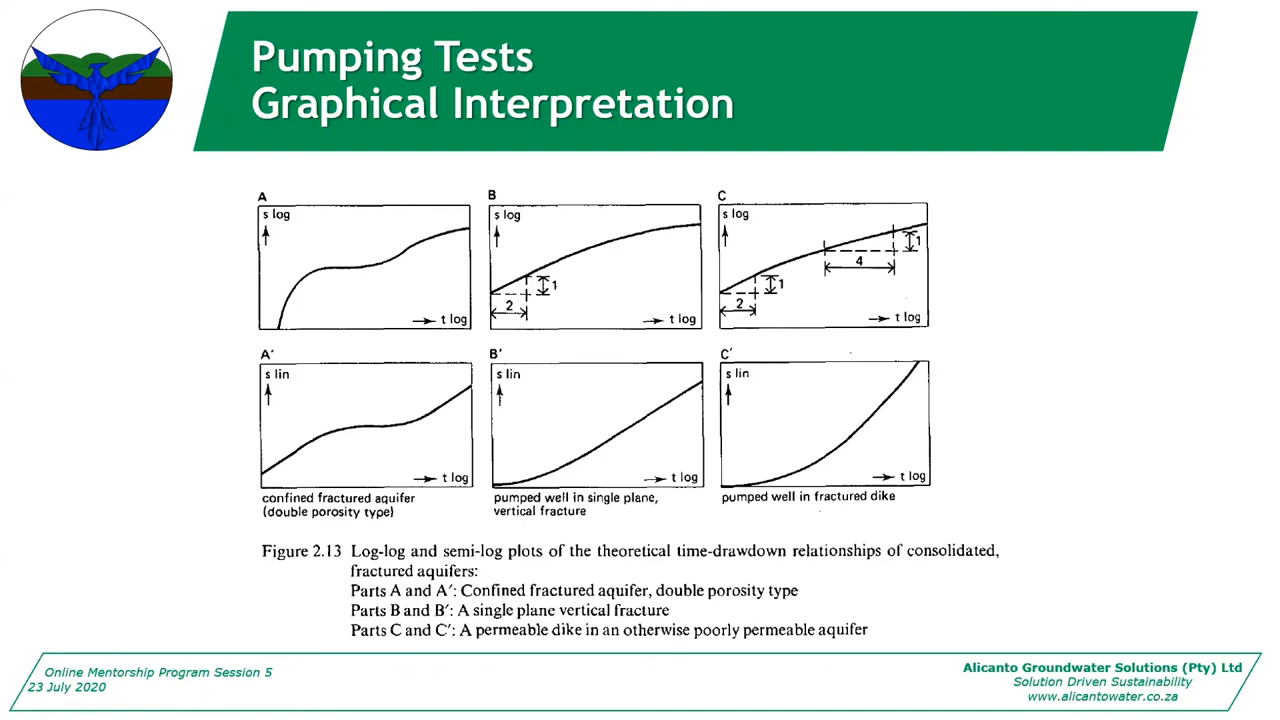 Pumping Tests
Graphical Interpretation
A
s log
t log
B
s log
1
2
t log
C
s log
1
4
1
2
t log
A′
s lin
t log
confined fractured aquifer
(double porosity type)
B′
s lin
t log
pumped well in single plane,
vertical fracture
C′
s lin
t log
pumped well in fractured dike
Figure 2.13 Log-log and semi-log plots of the theoretical time-drawdown relationships of consolidated,
fractured aquifers:
Parts A and A′: Confined fractured aquifer, double porosity type
Parts B and B′: A single plane vertical fracture
Parts C and C′: A permeable dike in an otherwise poorly permeable aquifer
Online Mentorship Program Session 5
23 July 2020
Alicanto Groundwater Solutions (Pty) Ltd
Solution Driven Sustainability
www.alicantowater.co.za